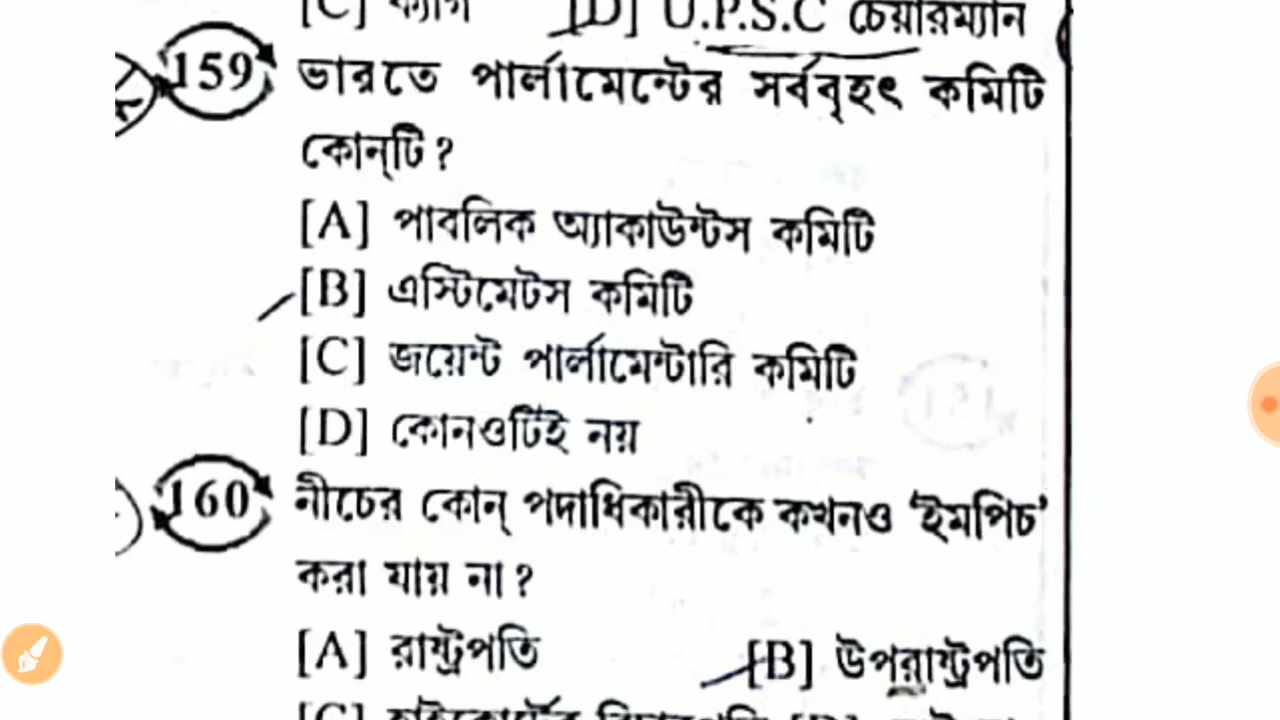 [C] ক্যাগ [D] U.P.S.C চেয়ারম্যান
159 ভারতে পার্লামেন্টের সর্ববৃহৎ কমিটি
কোন্‌টি?
[A] পাবলিক অ্যাকাউন্টস কমিটি
[B] এস্টিমেটস কমিটি
[C] জয়েন্ট পার্লামেন্টারি কমিটি
[D] কোনওটিই নয়
160 নীচের কোন্ পদাধিকারীকে কখনও 'ইমপিচ'
করা যায় না?
[A] রাষ্ট্রপতি [B] উপরাষ্ট্রপতি
[C] হাইকোর্টের